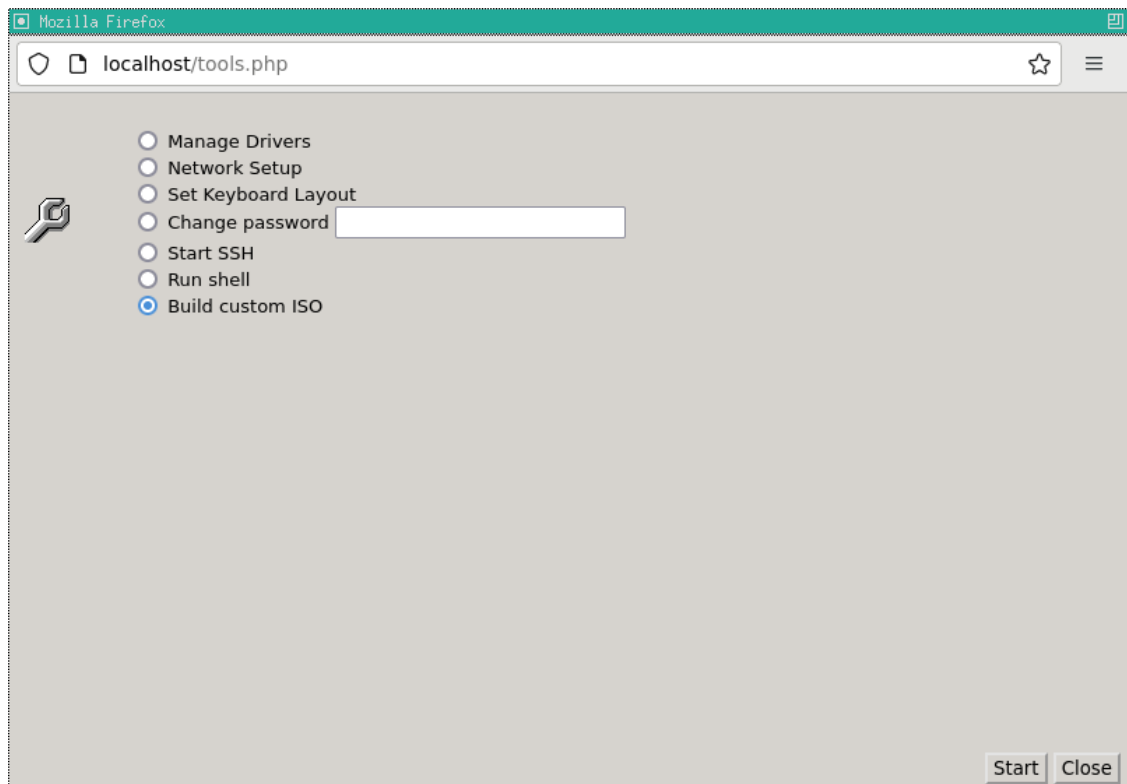 Mozilla Firefox
localhost/tools.php
Manage Drivers
Network Setup
Set Keyboard Layout
Change password
Start SSH
Run shell
Build custom ISO
Start Close